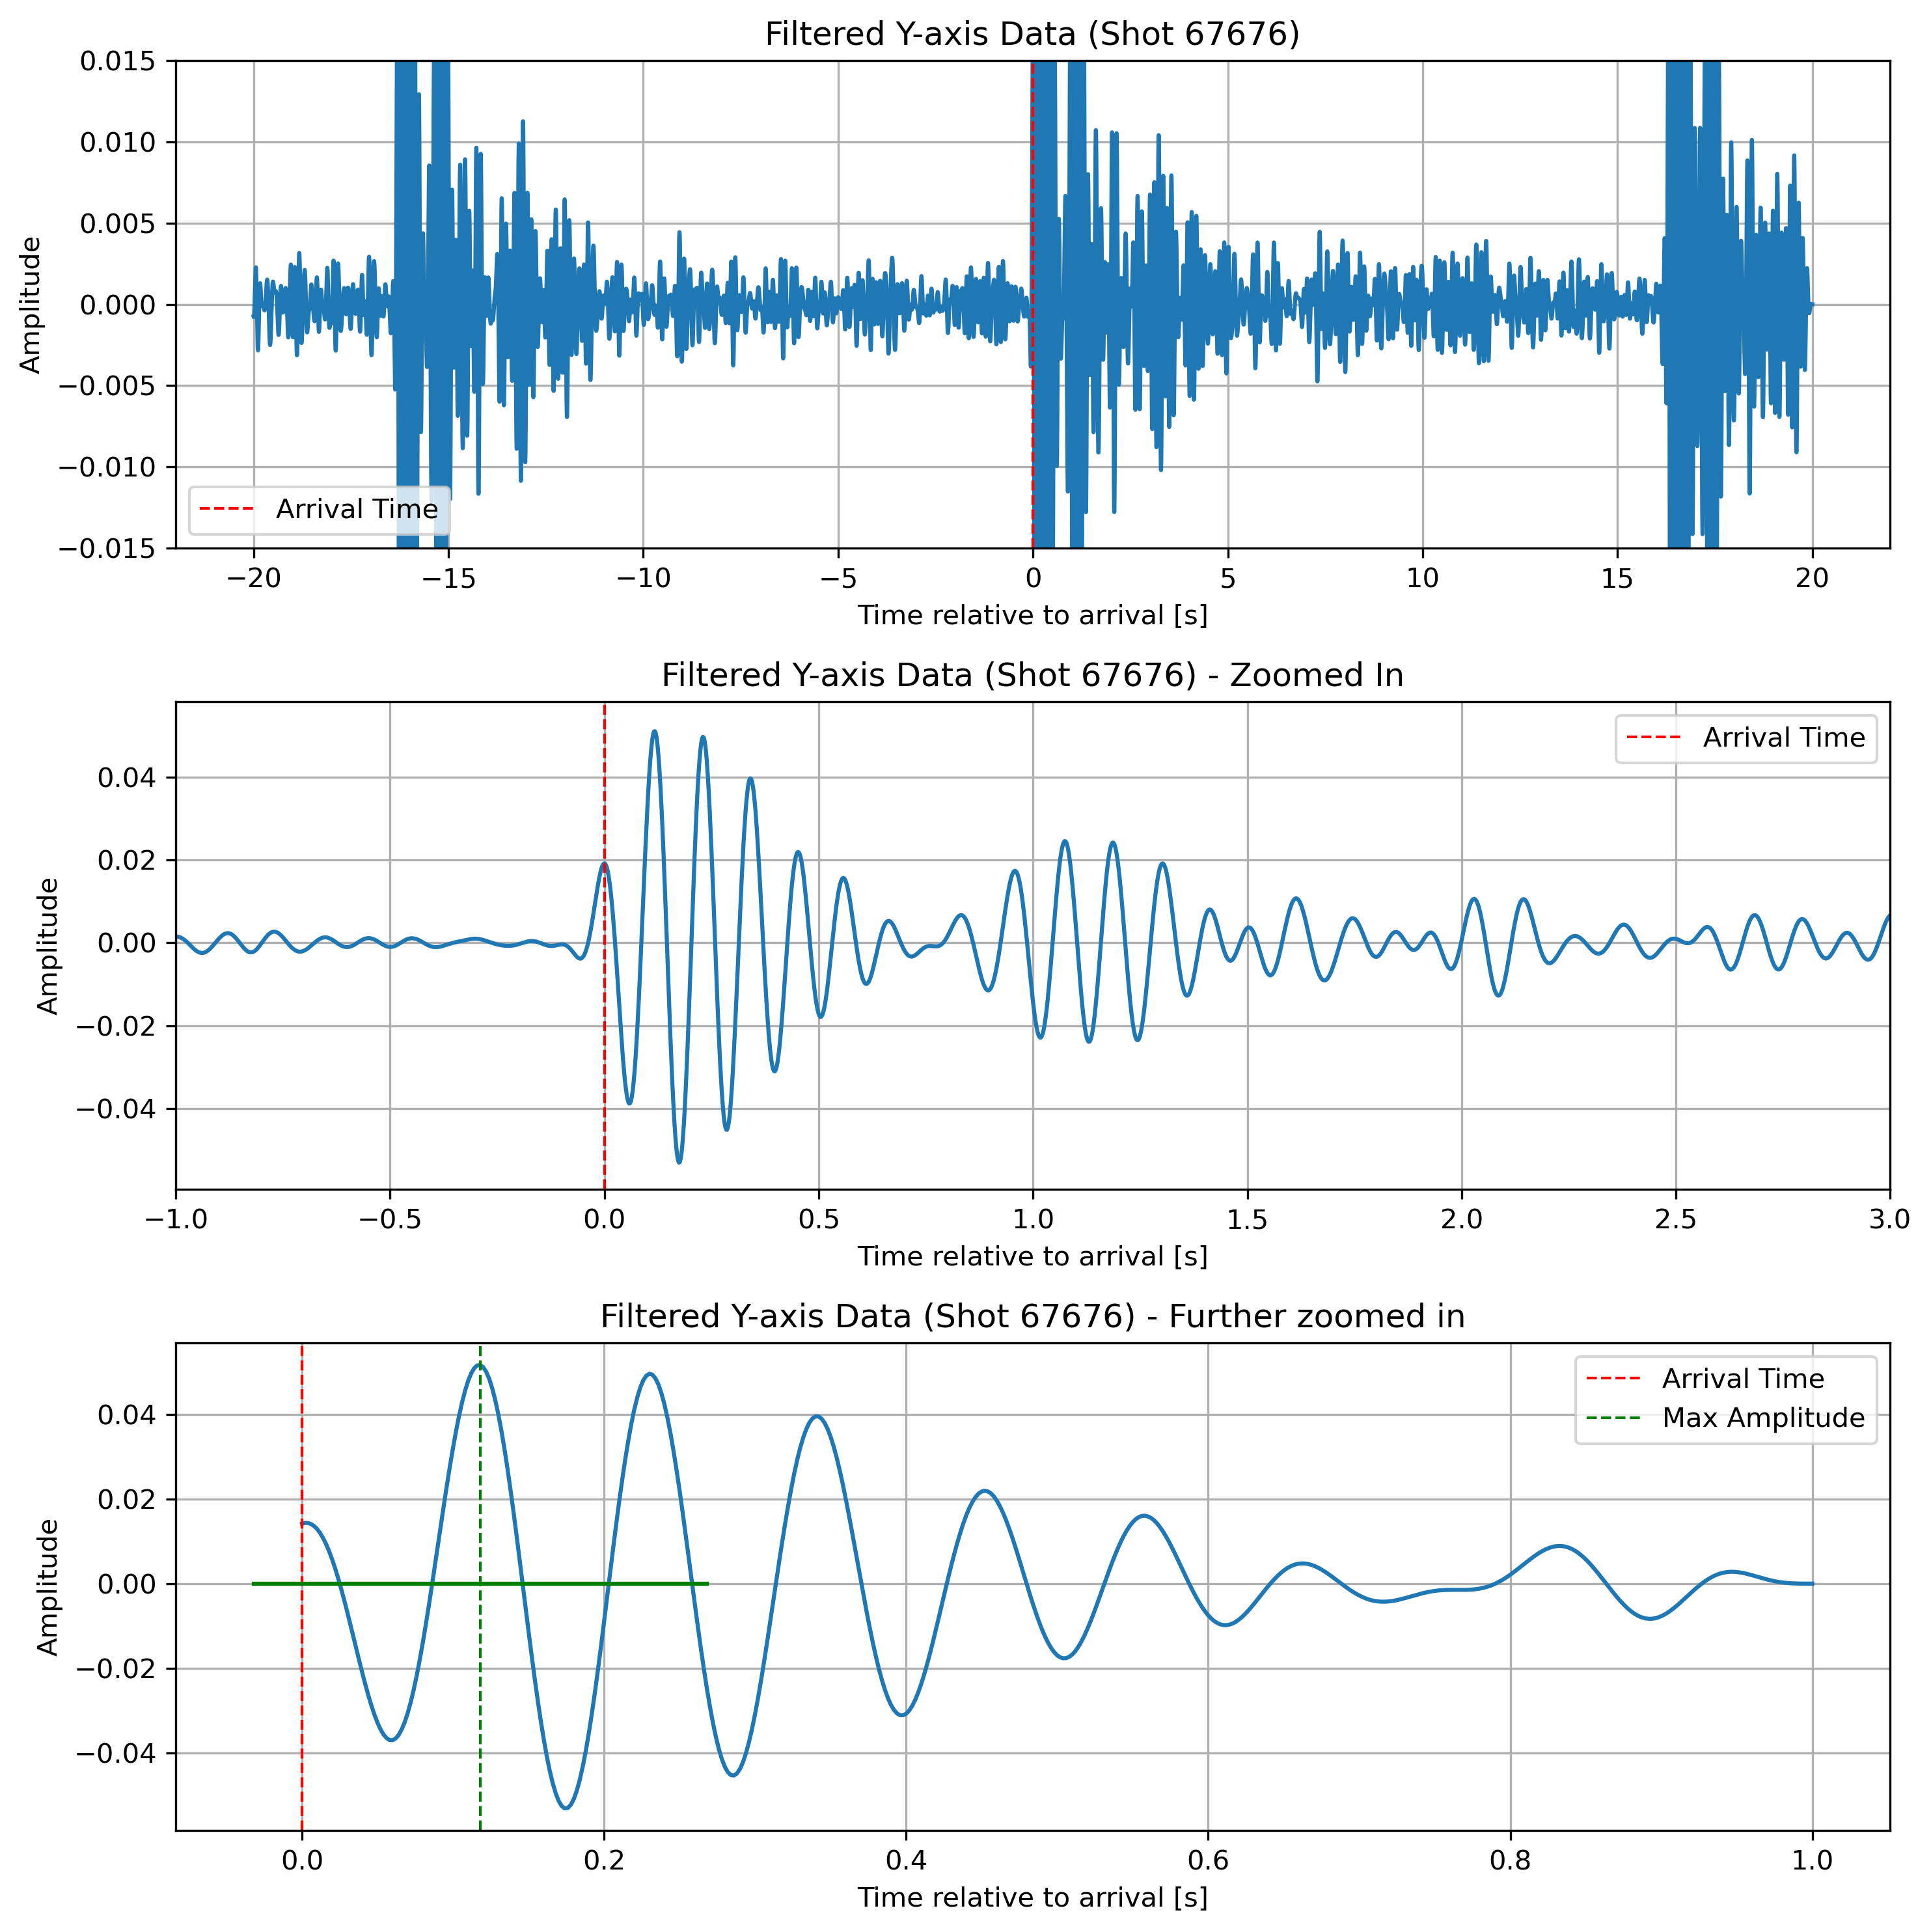 Filtered Y-axis Data (Shot 67676)
0.015
0.010
0.005
0.000
−0.005
−0.010
−0.015
Amplitude
Arrival Time
−20 −15 −10 −5 0 5 10 15 20
Time relative to arrival [s]
Filtered Y-axis Data (Shot 67676) - Zoomed In
Arrival Time
0.04
0.02
0.00
−0.02
−0.04
Amplitude
−1.0 −0.5 0.0 0.5 1.0 1.5 2.0 2.5 3.0
Time relative to arrival [s]
Filtered Y-axis Data (Shot 67676) - Further zoomed in
Arrival Time
Max Amplitude
0.04
0.02
0.00
−0.02
−0.04
Amplitude
0.0 0.2 0.4 0.6 0.8 1.0
Time relative to arrival [s]